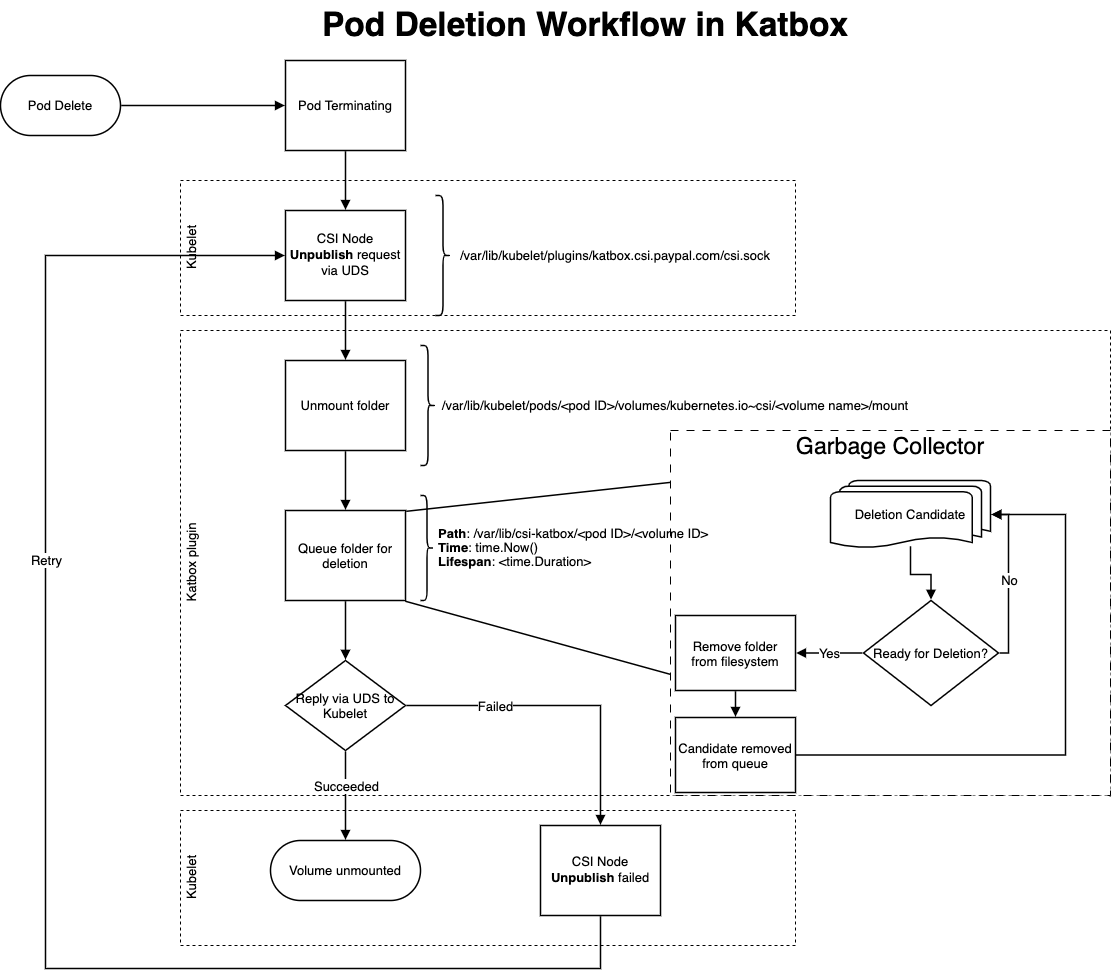 Pod Deletion Workflow in Katbox
Pod Delete
Pod Terminating
Kubelet
CSI Node
Unpublish request
via UDS
/var/lib/kubelet/plugins/katbox.csi.paypal.com/csi.sock
Katbox plugin
Unmount folder
/var/lib/kubelet/pods/<pod ID>/volumes/kubernetes.io~csi/<volume name>/mount
Queue folder for
deletion
Path: /var/lib/csi-katbox/<pod ID>/<volume ID>
Time: time.Now()
Lifespan: <time.Duration>
Garbage Collector
Deletion Candidate
No
Ready for Deletion?
Yes
Remove folder
from filesystem
Candidate removed
from queue
Reply via UDS to
Kubelet
Failed
Succeeded
Retry
Kubelet
Volume unmounted
CSI Node
Unpublish failed